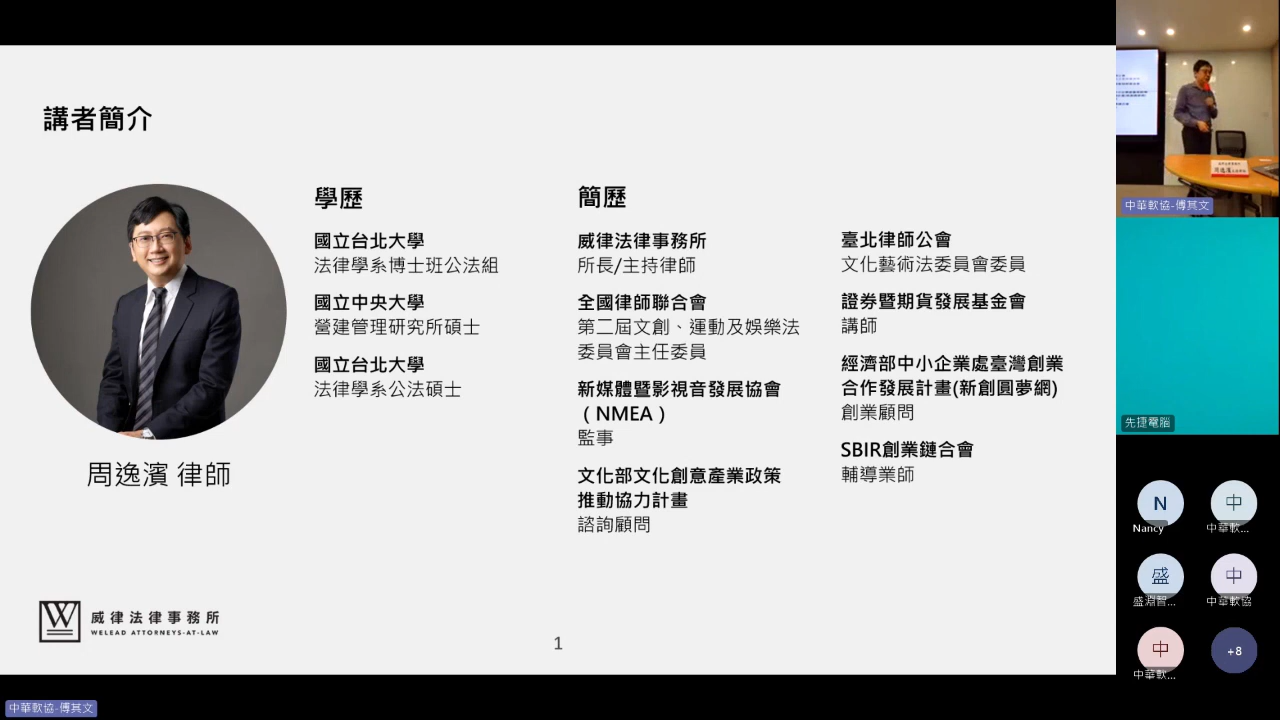 講者簡介
周逸濱 律師
學歷
國立台北大學
法律學系博士班公法組
國立中央大學
營建管理研究所碩士
國立台北大學
法律學系公法碩士
簡歷
威律法律事務所
所長/主持律師
全國律師聯合會
第二屆文創、運動及娛樂法
委員會主任委員
新媒體暨影視音發展協會
（NMEA）
監事
文化部文化創意產業政策
推動協力計畫
諮詢顧問
臺北律師公會
文化藝術法委員會委員
證券暨期貨發展基金會
講師
經濟部中小企業處臺灣創業
合作發展計畫(新創圓夢網)
創業顧問
SBIR創業鏈合會
輔導業師
W
威律法律事務所
WELEAD ATTORNEYS-AT-LAW
1
中華軟協-傅其文
先捷電腦
N
Nancy
中
中華軟...
盛
盛淵智...
中
中華軟協
中
中華軟...
+8
中華軟協-傅其文